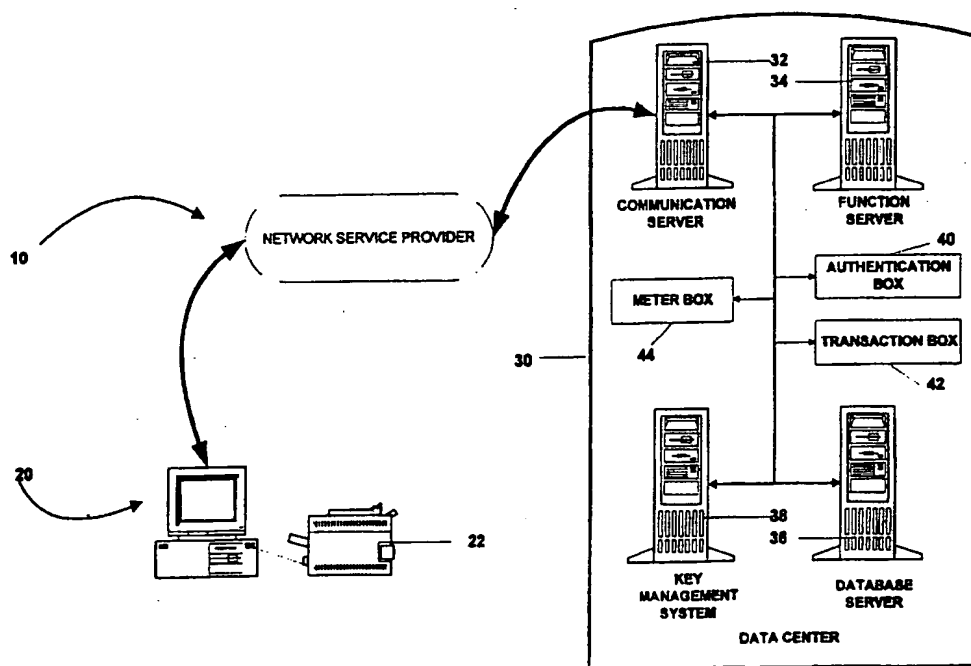 32
34
COMMUNICATION
SERVER
FUNCTION
SERVER
10
NETWORK SERVICE PROVIDER
40
AUTHENTICATION
BOX
METER BOX
44
30
TRANSACTION BOX
42
20
22
38
36
KEY
MANAGEMENT
SYSTEM
DATABASE
SERVER
DATA CENTER